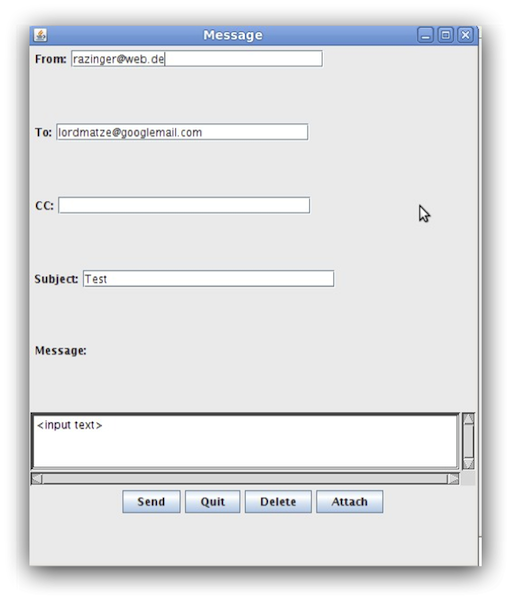 Message
From: razinger@web.de
To: lordmatze@googlemail.com
CC:
Subject: Test
Message:
<input text>
Send Quit Delete Attach